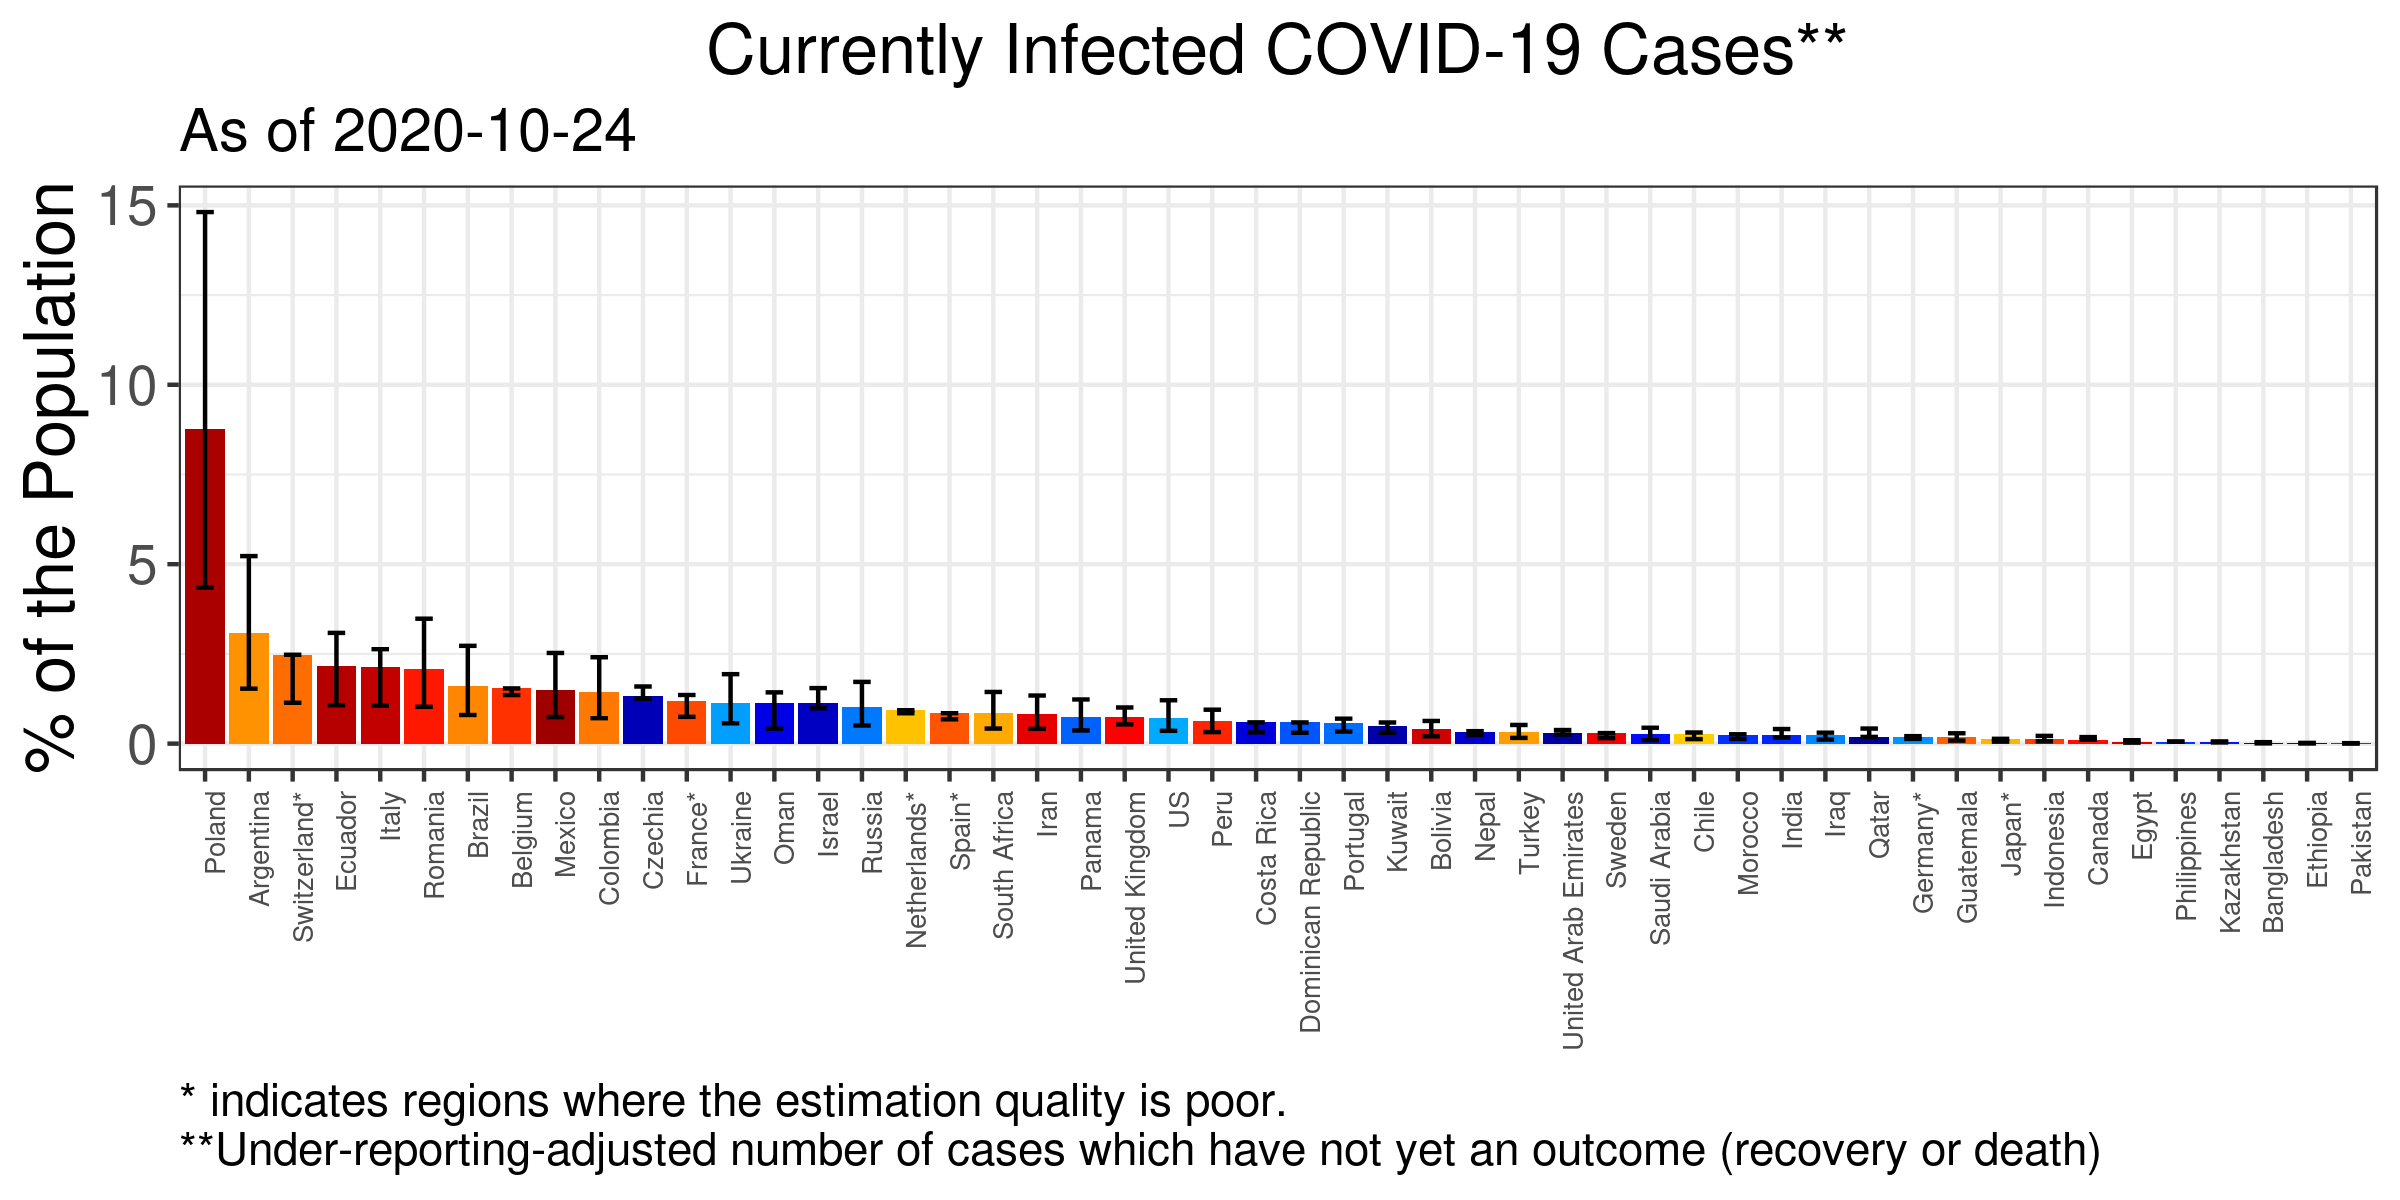 Currently Infected COVID-19 Cases**
As of 2020-10-24
% of the Population
15
10
5
0
Poland
Argentina
Switzerland*
Ecuador
Italy
Romania
Brazil
Belgium
Mexico
Colombia
Czechia
France*
Ukraine
Oman
Israel
Russia
Netherlands*
Spain*
South Africa
Iran
Panama
United Kingdom
US
Peru
Costa Rica
Dominican Republic
Portugal
Kuwait
Bolivia
Nepal
Turkey
United Arab Emirates
Sweden
Saudi Arabia
Chile
Morocco
India
Iraq
Qatar
Germany*
Guatemala
Japan*
Indonesia
Canada
Egypt
Philippines
Kazakhstan
Bangladesh
Ethiopia
Pakistan
* indicates regions where the estimation quality is poor.
**Under-reporting-adjusted number of cases which have not yet an outcome (recovery or death)